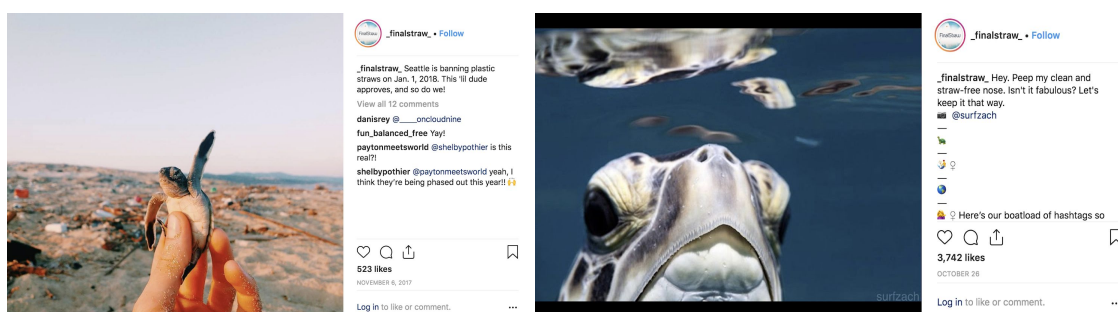 FinalStraw
_finalstraw_ • Follow
_finalstraw_ Seattle is banning plastic
straws on Jan. 1, 2018. This 'lil dude
approves, and so do we!
View all 12 comments
danisrey @____oncloudnine
fun_balanced_free Yay!
paytonmeetsworld @shelbypothier is this
real?!
shelbypothier @paytonmeetsworld yeah, I
think they're being phased out this year!! 🙌
523 likes
NOVEMBER 6, 2017
Log in to like or comment.
surfzach
FinalStraw
_finalstraw_ • Follow
_finalstraw_ Hey. Peep my clean and
straw-free nose. Isn't it fabulous? Let's
keep it that way.
📷 @surfzach
—
🐢
—
🤽 ♀
—
🌎
—
🤷 ♀ Here's our boatload of hashtags so
3,742 likes
OCTOBER 26
Log in to like or comment.